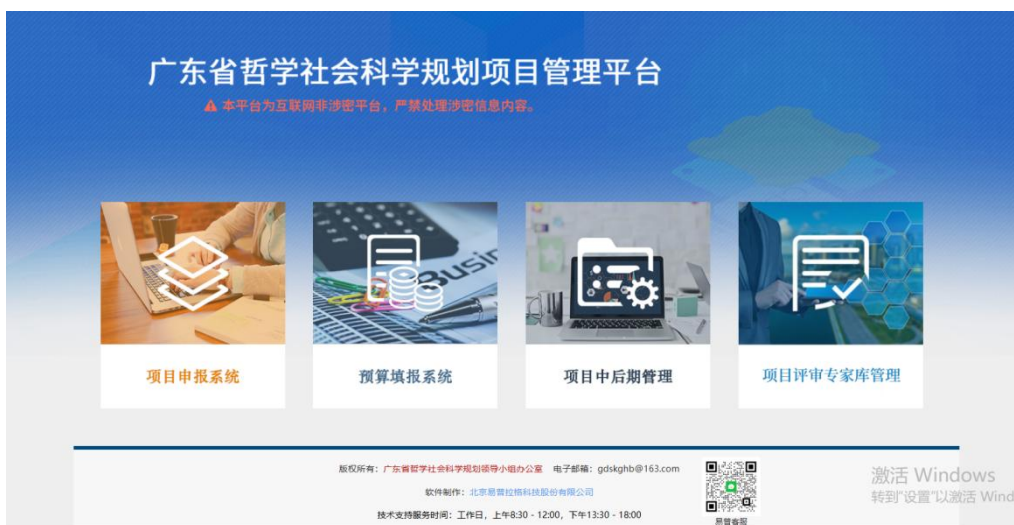 广东省哲学社会科学规划项目管理平台
本平台为互联网非涉密平台，严禁处理涉密信息内容。
Busin
项目申报系统
预算填报系统
项目中后期管理
项目评审专家库管理
版权所有：广东省哲学社会科学规划领导小组办公室 电子邮箱：gdskghb@163.com
软件制作：北京易普拉格科技股份有限公司
技术支持服务时间：工作日，上午8:30 - 12:00，下午13:30 - 18:00
易普客服
激活 Windows
转到"设置"以激活 Wind